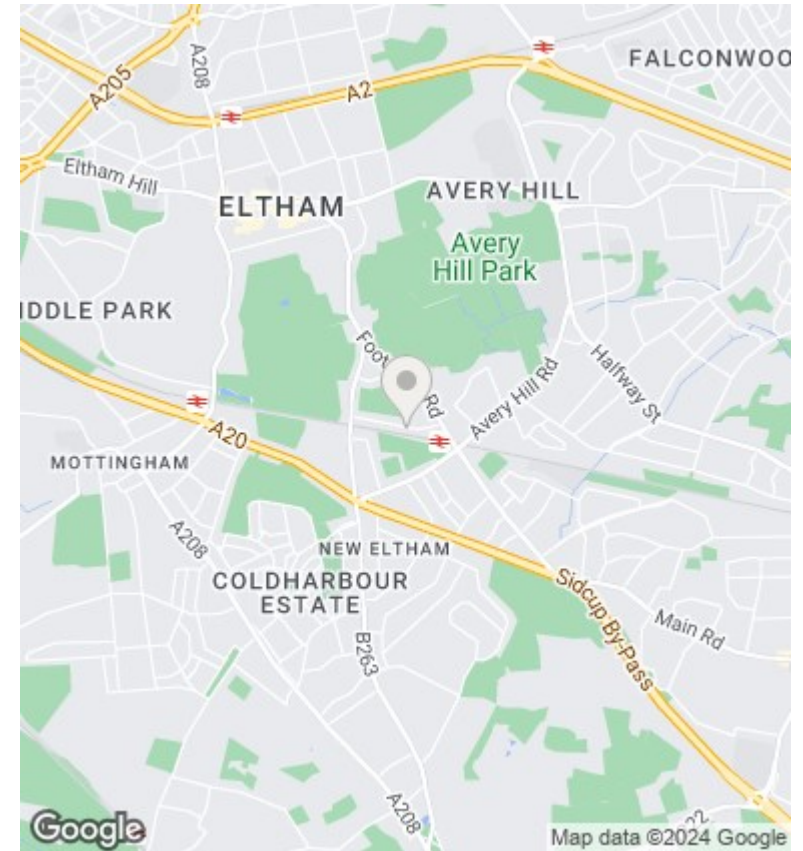 A205
A208
A2
FALCONWOO
Eltham Hill
ELTHAM
AVERY HILL
Avery
Hill Park
IDDLE PARK
Foot
Rd
Avery Hill Rd
Halfway St
A20
MOTTINGHAM
A208
NEW ELTHAM
COLDHARBOUR
ESTATE
B263
Sidcup By-Pass
Main Rd
A208
22
Google
Map data ©2024 Google